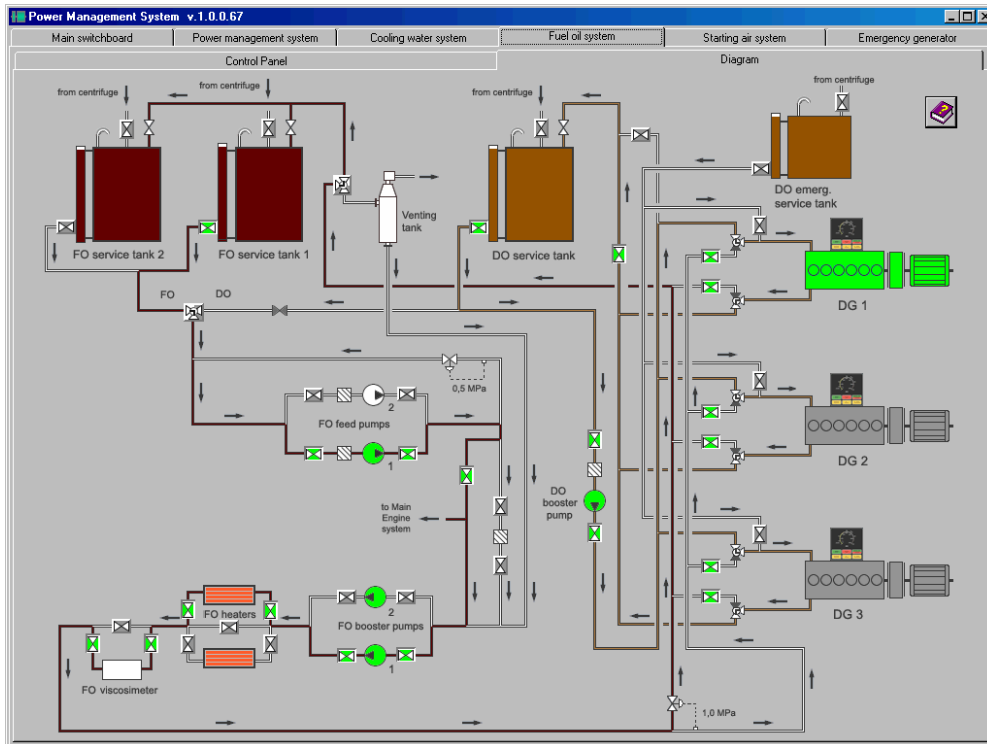 Power Management System v.1.0.0.67
Main switchboard
Power management system
Cooling water system
Fuel oil system
Starting air system
Emergency generator
Control Panel
Diagram
from centrifuge
from centrifuge
from centrifuge
from centrifuge
Venting
tank
DO emerg.
service tank
FO service tank 2
FO service tank 1
DO service tank
FO
DO
DG 1
0,5 MPa
2
FO feed pumps
1
DG 2
DO
booster
pump
to Main
Engine
system
FO heaters
2
FO booster pumps
1
DG 3
FO viscosimeter
1,0 MPa